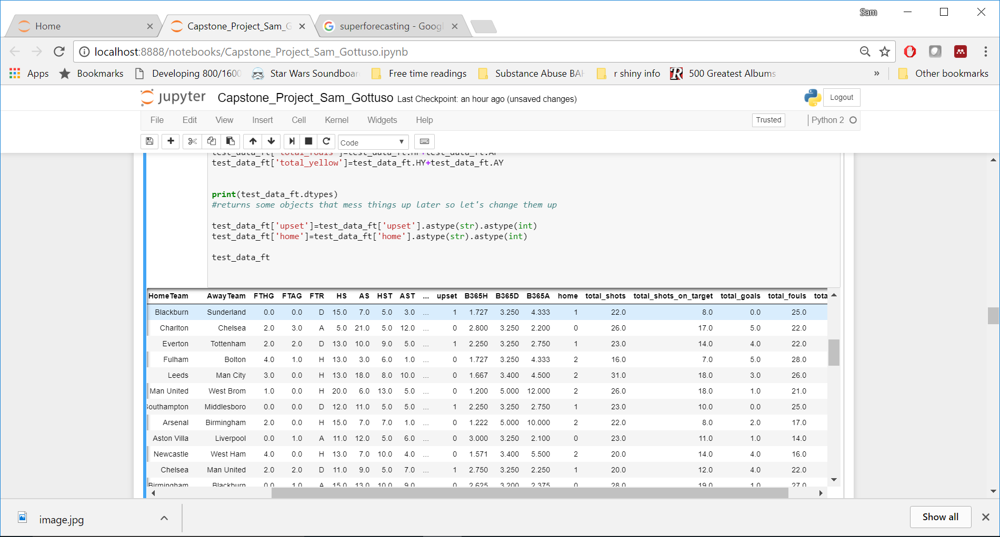 Sam
Home
Capstone_Project_Sam_G
superforecasting - Googl
localhost:8888/notebooks/Capstone_Project_Sam_Gottuso.ipynb
Apps Bookmarks Developing 800/1600 Star Wars Soundboar Free time readings Substance Abuse BAH r shiny info 500 Greatest Albums » Other bookmarks
jupyter Capstone_Project_Sam_Gottuso Last Checkpoint: an hour ago (unsaved changes) Logout
File Edit View Insert Cell Kernel Widgets Help Trusted Python 2
Code
test_data_ft['total_fouls']=test_data_ft.HF+test_data_ft.AF
test_data_ft['total_yellow']=test_data_ft.HY+test_data_ft.AY
print(test_data_ft.dtypes)
#returns some objects that mess things up later so let's change them up
test_data_ft['upset']=test_data_ft['upset'].astype(str).astype(int)
test_data_ft['home']=test_data_ft['home'].astype(str).astype(int)
test_data_ft
HomeTeam AwayTeam FTHG FTAG FTR HS AS HST AST ... upset B365H B365D B365A home total_shots total_shots_on_target total_goals total_fouls tota
Blackburn Sunderland 0.0 0.0 D 15.0 7.0 5.0 3.0 ... 1 1.727 3.250 4.333 1 22.0 8.0 0.0 25.0
Charlton Chelsea 2.0 3.0 A 5.0 21.0 5.0 12.0 ... 0 2.800 3.250 2.200 0 26.0 17.0 5.0 22.0
Everton Tottenham 2.0 2.0 D 13.0 10.0 9.0 5.0 ... 1 2.250 3.250 2.750 1 23.0 14.0 4.0 22.0
Fulham Bolton 4.0 1.0 H 13.0 3.0 6.0 1.0 ... 0 1.727 3.250 4.333 2 16.0 7.0 5.0 28.0
Leeds Man City 3.0 0.0 H 13.0 18.0 8.0 10.0 ... 0 1.667 3.400 4.500 2 31.0 18.0 3.0 26.0
Man United West Brom 1.0 0.0 H 20.0 6.0 13.0 5.0 ... 0 1.200 5.000 12.000 2 26.0 18.0 1.0 21.0
Southampton Middlesboro 0.0 0.0 D 12.0 11.0 5.0 5.0 ... 1 2.250 3.250 2.750 1 23.0 10.0 0.0 25.0
Arsenal Birmingham 2.0 0.0 H 15.0 7.0 7.0 1.0 ... 0 1.222 5.000 10.000 2 22.0 8.0 2.0 17.0
Aston Villa Liverpool 0.0 1.0 A 11.0 12.0 5.0 6.0 ... 0 3.000 3.250 2.100 0 23.0 11.0 1.0 14.0
Newcastle West Ham 4.0 0.0 H 13.0 7.0 10.0 4.0 ... 0 1.571 3.400 5.500 2 20.0 14.0 4.0 16.0
Chelsea Man United 2.0 2.0 D 11.0 9.0 5.0 7.0 ... 1 2.750 3.250 2.250 1 20.0 12.0 4.0 22.0
Birmingham Blackburn 0.0 1.0 A 15.0 13.0 10.0 9.0 ... 0 2.625 3.200 2.375 0 28.0 19.0 1.0 27.0
image.jpg
Show all